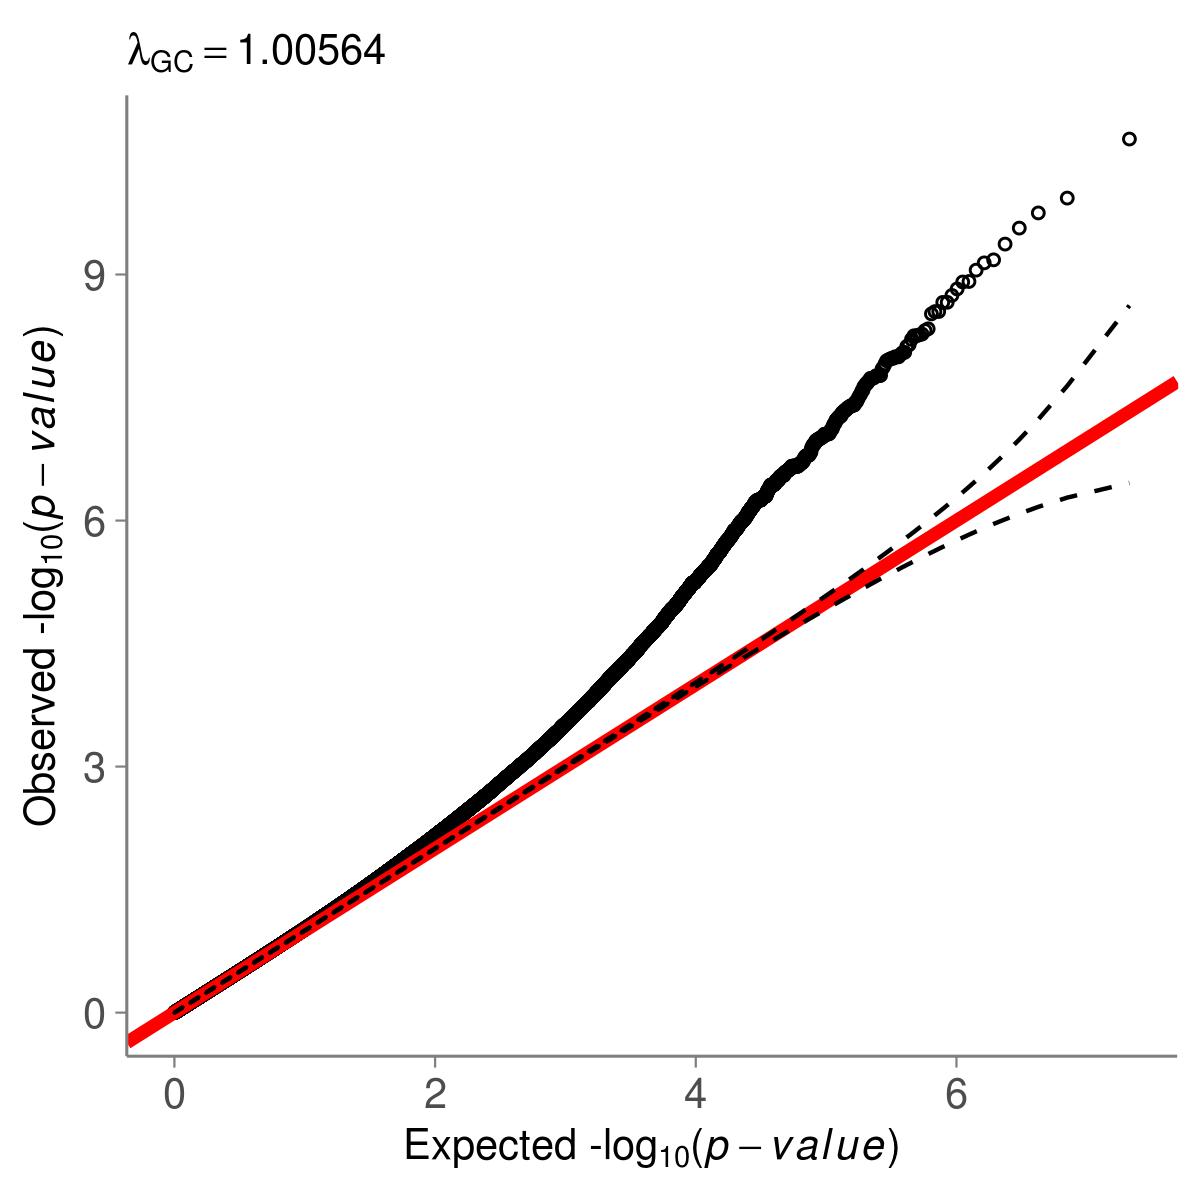 λGC = 1.00564
Observed -log10(p − value)
9
6
3
0
0 2 4 6
Expected -log10(p − value)